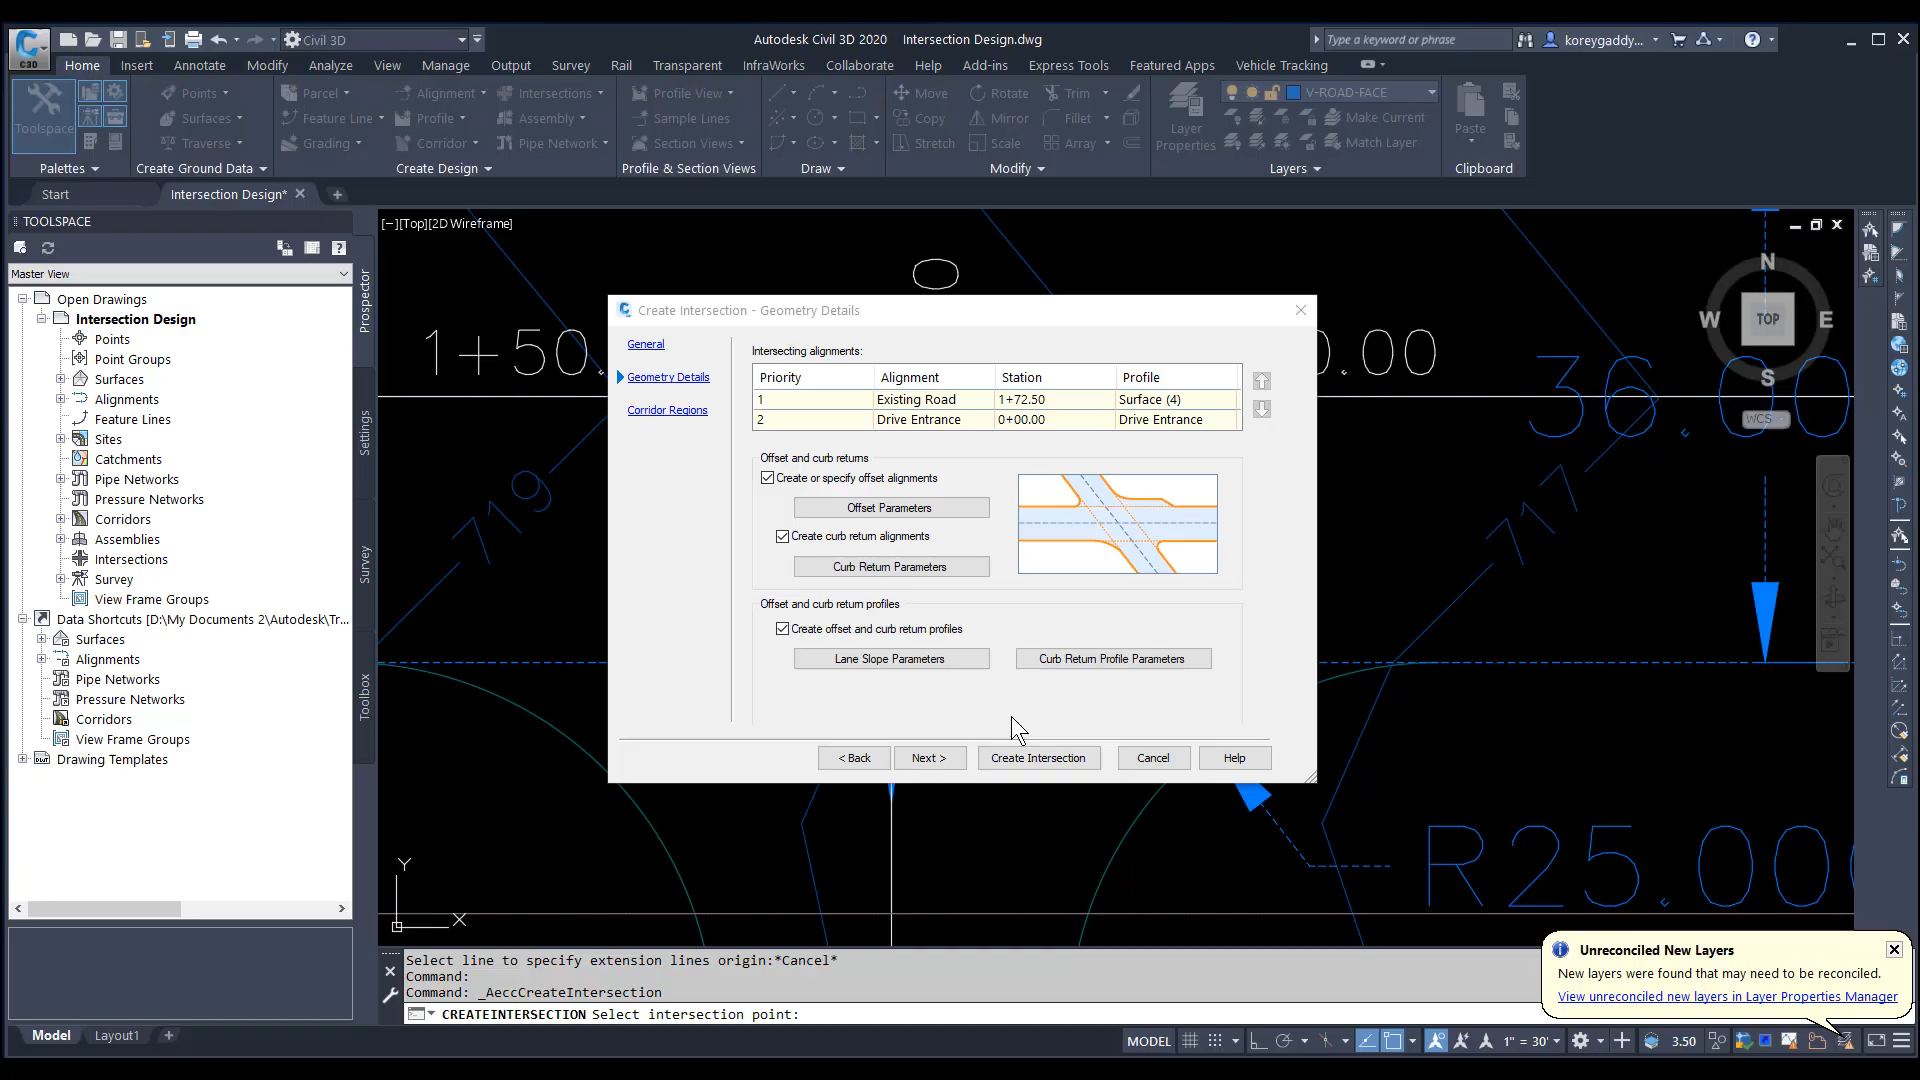 Civil 3D
Autodesk Civil 3D 2020 Intersection Design.dwg
Type a keyword or phrase
koreygaddy...
C3D
Home Insert Annotate Modify Analyze View Manage Output Survey Rail Transparent InfraWorks Collaborate Help Add-ins Express Tools Featured Apps Vehicle Tracking
Toolspace
Points
Surfaces
Traverse
Parcel
Feature Line
Grading
Alignment
Profile
Corridor
Intersections
Assembly
Pipe Network
Profile View
Sample Lines
Section Views
Move Rotate Trim
Copy Mirror Fillet
Stretch Scale Array
Layer Properties
V-ROAD-FACE
Make Current
Match Layer
Paste
Palettes Create Ground Data Create Design Profile & Section Views Draw Modify Layers Clipboard
Start Intersection Design*
TOOLSPACE
Master View
Open Drawings
Intersection Design
Points
Point Groups
Surfaces
Alignments
Feature Lines
Sites
Catchments
Pipe Networks
Pressure Networks
Corridors
Assemblies
Intersections
Survey
View Frame Groups
Data Shortcuts [D:\My Documents 2\Autodesk\Tr...
Surfaces
Alignments
Pipe Networks
Pressure Networks
Corridors
View Frame Groups
Drawing Templates
Prospector
Settings
Survey
Toolbox
[−][Top][2D Wireframe]
1+50.
0.00
36.00
119
117
R25.000
N
W TOP E
S
WCS
Y
X
Create Intersection - Geometry Details
General
Geometry Details
Corridor Regions
Intersecting alignments:
Priority Alignment Station Profile
1 Existing Road 1+72.50 Surface (4)
2 Drive Entrance 0+00.00 Drive Entrance
Offset and curb returns
Create or specify offset alignments
Offset Parameters
Create curb return alignments
Curb Return Parameters
Offset and curb return profiles
Create offset and curb return profiles
Lane Slope Parameters Curb Return Profile Parameters
< Back Next > Create Intersection Cancel Help
Select line to specify extension lines origin:*Cancel*
Command:
Command: _AeccCreateIntersection
CREATEINTERSECTION Select intersection point:
Unreconciled New Layers
New layers were found that may need to be reconciled.
View unreconciled new layers in Layer Properties Manager
Model Layout1
MODEL 1" = 30' 3.50